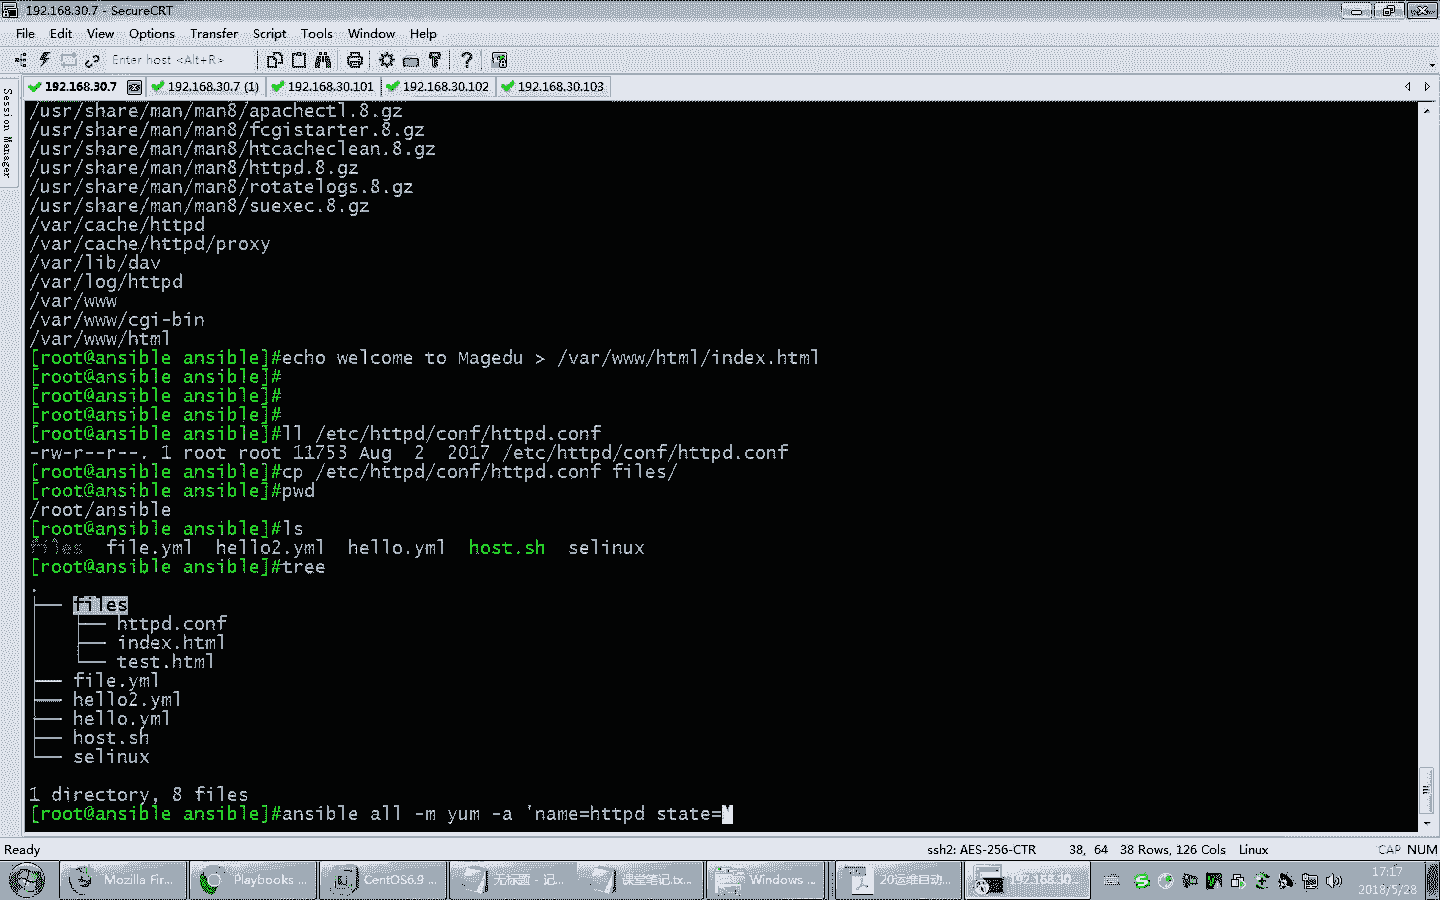 192.168.30.7 - SecureCRT
File Edit View Options Transfer Script Tools Window Help
Enter host <Alt+R>
192.168.30.7 192.168.30.7 (1) 192.168.30.101 192.168.30.102 192.168.30.103
Session Manager
/usr/share/man/man8/apachectl.8.gz
/usr/share/man/man8/fcgistarter.8.gz
/usr/share/man/man8/htcacheclean.8.gz
/usr/share/man/man8/httpd.8.gz
/usr/share/man/man8/rotatelogs.8.gz
/usr/share/man/man8/suexec.8.gz
/var/cache/httpd
/var/cache/httpd/proxy
/var/lib/dav
/var/log/httpd
/var/www
/var/www/cgi-bin
/var/www/html
[root@ansible ansible]#echo welcome to Magedu > /var/www/html/index.html
[root@ansible ansible]#
[root@ansible ansible]#
[root@ansible ansible]#
[root@ansible ansible]#ll /etc/httpd/conf/httpd.conf
-rw-r--r--. 1 root root 11753 Aug  2  2017 /etc/httpd/conf/httpd.conf
[root@ansible ansible]#cp /etc/httpd/conf/httpd.conf files/
[root@ansible ansible]#pwd
/root/ansible
[root@ansible ansible]#ls
files  file.yml  hello2.yml  hello.yml  host.sh  selinux
[root@ansible ansible]#tree
.
├── files
│   ├── httpd.conf
│   ├── index.html
│   └── test.html
├── file.yml
├── hello2.yml
├── hello.yml
├── host.sh
└── selinux
1 directory, 8 files
[root@ansible ansible]#ansible all -m yum -a 'name=httpd state='
Ready ssh2: AES-256-CTR 38, 64 38 Rows, 126 Cols Linux CAP NUM
Mozilla Fir... Playbooks ... CentOS6.9 ... 无标题 - 记... 课堂笔记.tx... Windows ... 20运维自动... 192.168.30... 17:17
2018/5/28